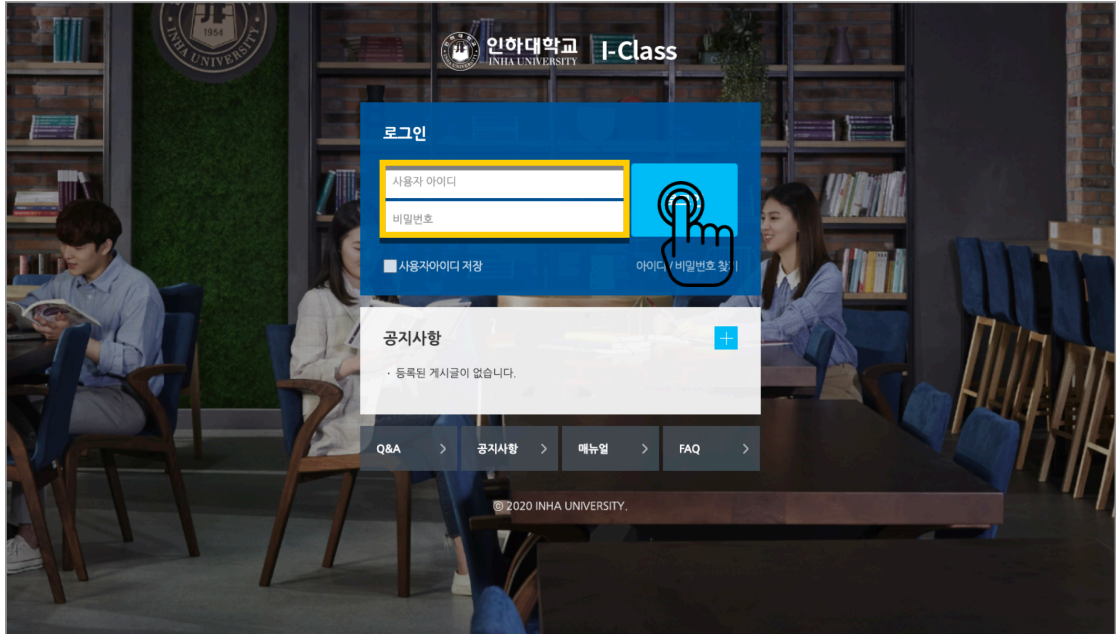 1954
INHA UNIVERSITY
인하대학교 I-Class
INHA UNIVERSITY
로그인
사용자 아이디
비밀번호
사용자아이디 저장
아이디 / 비밀번호 찾기
공지사항
· 등록된 게시글이 없습니다.
Q&A
공지사항
매뉴얼
FAQ
© 2020 INHA UNIVERSITY.